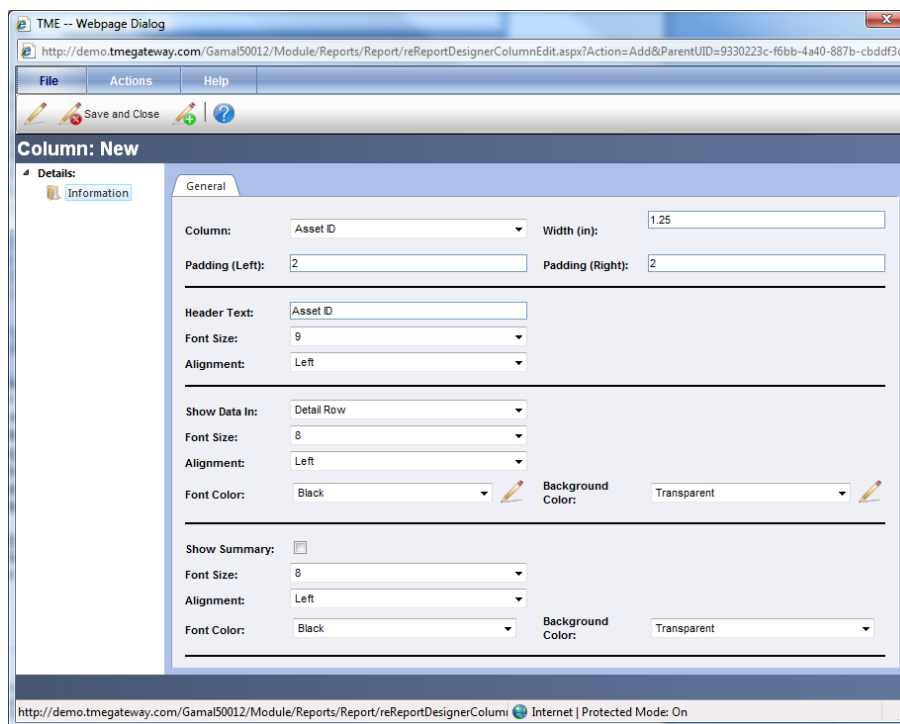 TME -- Webpage Dialog
http://demo.tmegateway.com/Gamal50012/Module/Reports/Report/reReportDesignerColumnEdit.aspx?Action=Add&ParentUID=9330223c-f6bb-4a40-887b-cbddf3
File Actions Help
Save and Close
Column: New
Details:
Information
General
Column: Asset ID Width (in): 1.25
Padding (Left): 2 Padding (Right): 2
Header Text: Asset ID
Font Size: 9
Alignment: Left
Show Data In: Detail Row
Font Size: 8
Alignment: Left
Font Color: Black Background Color: Transparent
Show Summary:
Font Size: 8
Alignment: Left
Font Color: Black Background Color: Transparent
http://demo.tmegateway.com/Gamal50012/Module/Reports/Report/reReportDesignerColum Internet | Protected Mode: On